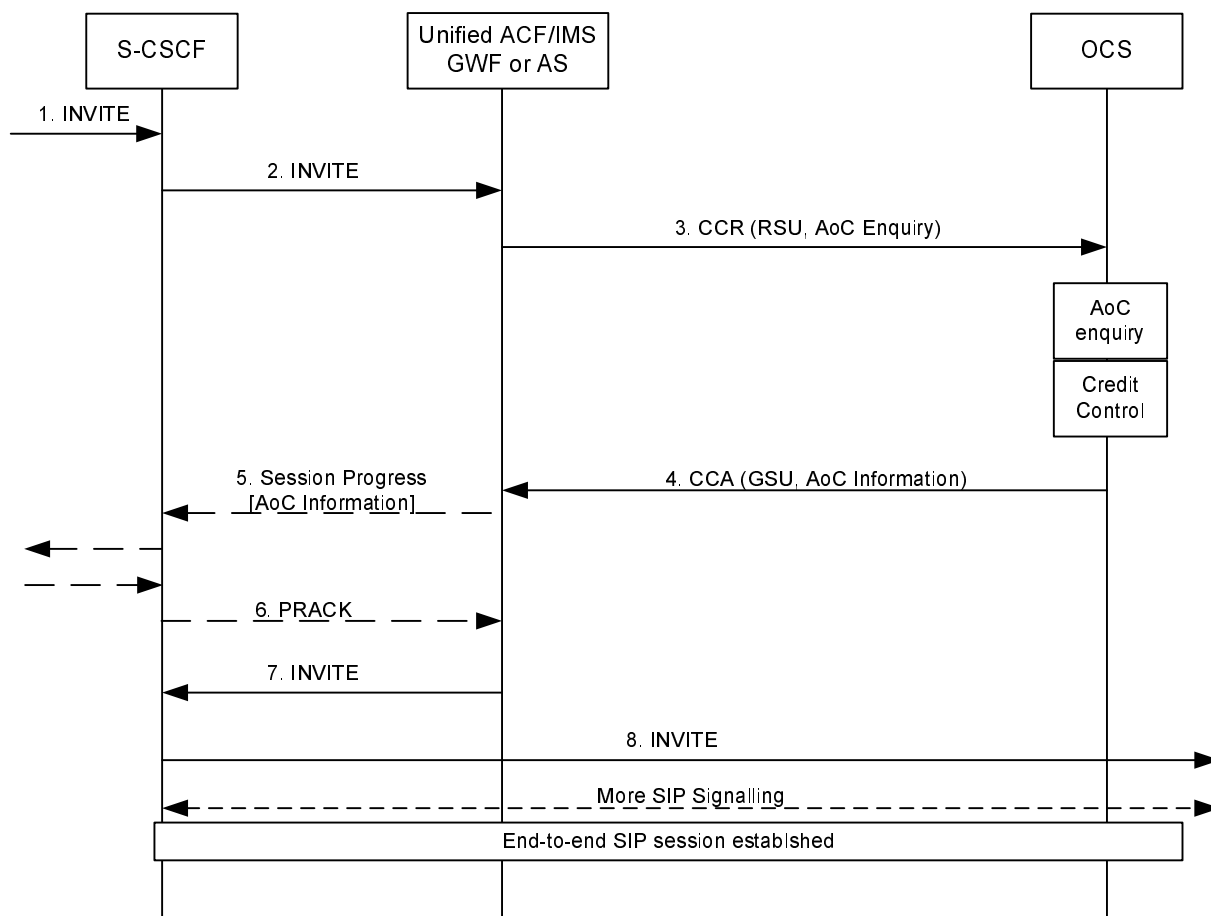 S-CSCF
Unified ACF/IMS
GWF or AS
OCS
1. INVITE
2. INVITE
3. CCR (RSU, AoC Enquiry)
AoC
enquiry
Credit
Control
4. CCA (GSU, AoC Information)
5. Session Progress
[AoC Information]
6. PRACK
7. INVITE
8. INVITE
More SIP Signalling
End-to-end SIP session establshed